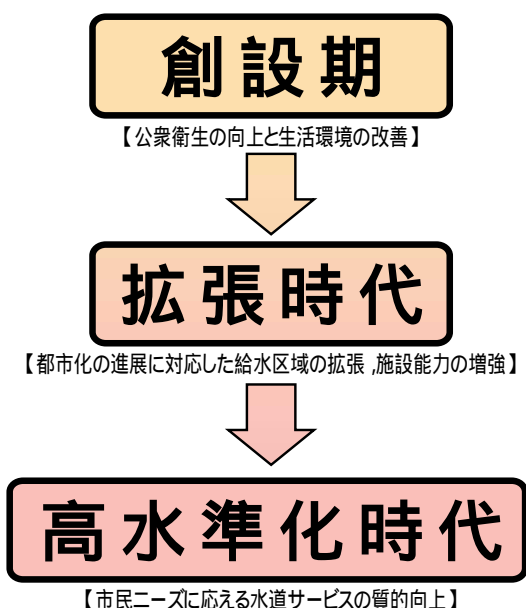 創設期
【公衆衛生の向上と生活環境の改善】
拡張時代
【都市化の進展に対応した給水区域の拡張,施設能力の増強】
高水準化時代
【市民ニーズに応える水道サービスの質的向上】